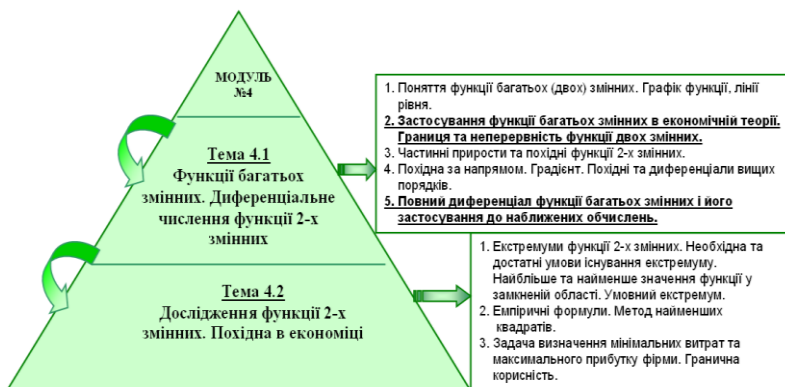 МОДУЛЬ
№4
Тема 4.1
Функції багатьох
змінних. Диференціальне
числення функції 2-х
змінних
Тема 4.2
Дослідження функції 2-х
змінних. Похідна в економіці
1. Поняття функції багатьох (двох) змінних. Графік функції, лінії
рівня.
2. Застосування функції багатьох змінних в економічній теорії.
Границя та неперервність функції двох змінних.
3. Частинні прирости та похідні функції 2-х змінних.
4. Похідна за напрямом. Градієнт. Похідні та диференціали вищих
порядків.
5. Повний диференціал функції багатьох змінних і його
застосування до наближених обчислень.
1. Екстремуми функції 2-х змінних. Необхідна та
достатні умови існування екстремуму.
Найбільше та найменше значення функції у
замкненій області. Умовний екстремум.
2. Емпіричні формули. Метод найменших
квадратів.
3. Задача визначення мінімальних витрат та
максимального прибутку фірми. Гранична
корисність.